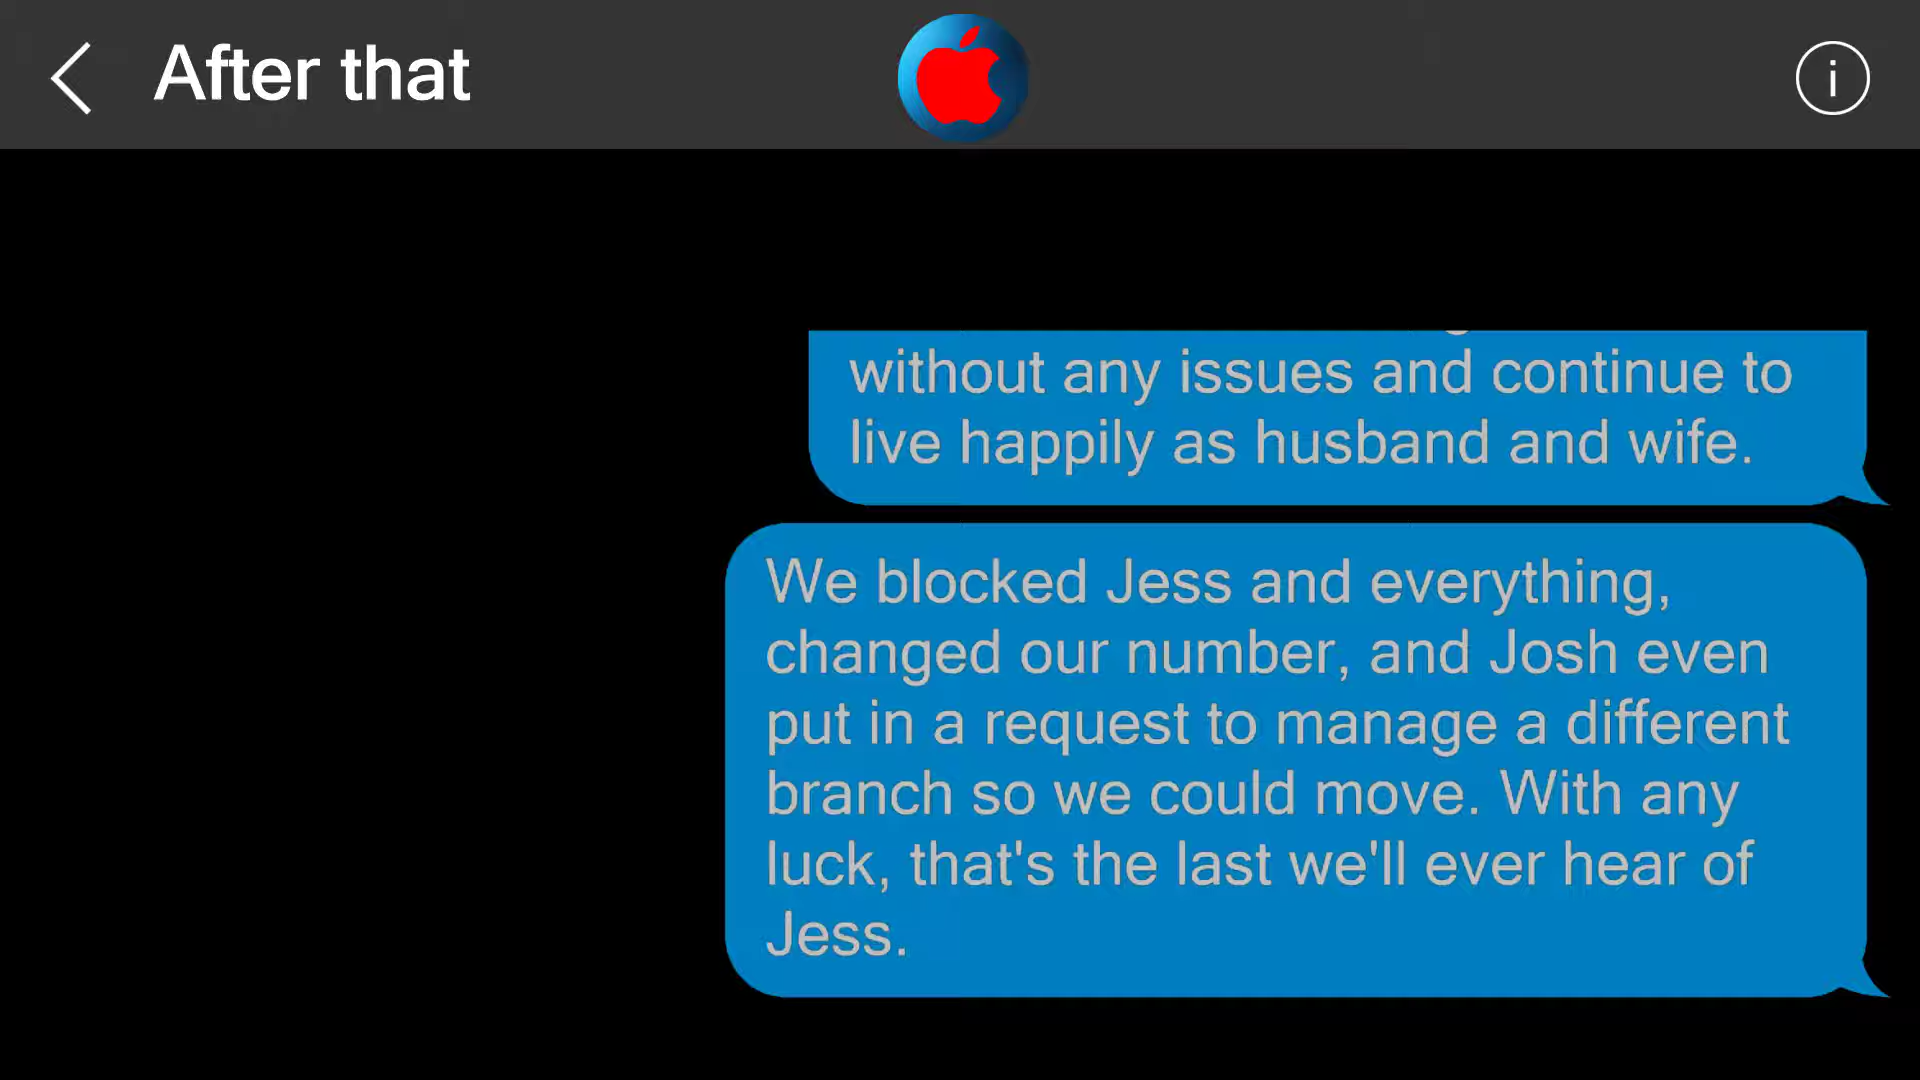 After that
i
without any issues and continue to
live happily as husband and wife.
We blocked Jess and everything,
changed our number, and Josh even
put in a request to manage a different
branch so we could move. With any
luck, that's the last we'll ever hear of
Jess.